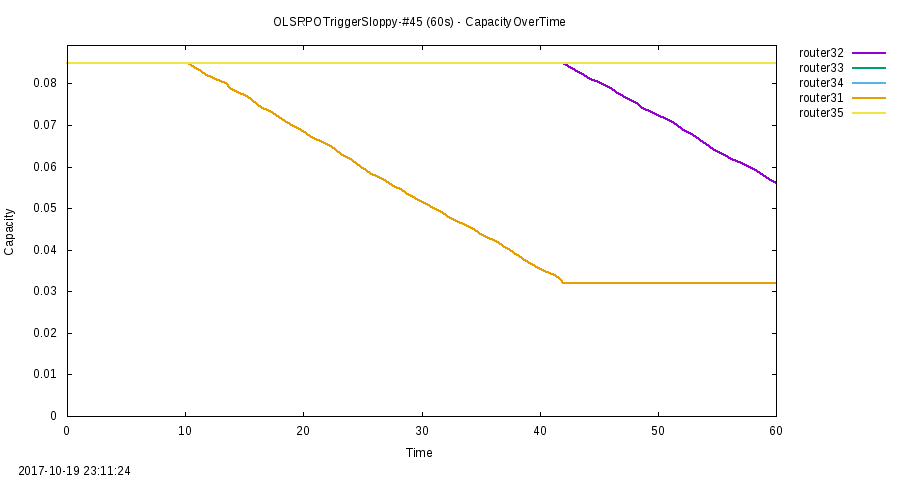 OLSRPOTriggerSloppy-#45 (60s) - CapacityOverTime
router32
router33
router34
router31
router35
Capacity
0.08
0.07
0.06
0.05
0.04
0.03
0.02
0.01
0
0 10 20 30 40 50 60
Time
2017-10-19 23:11:24